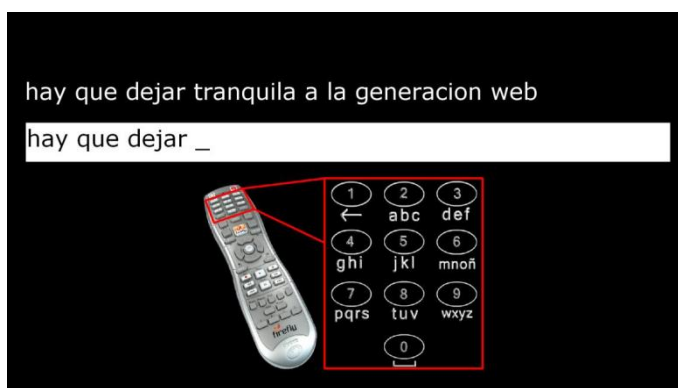 hay que dejar tranquila a la generacion web
hay que dejar _
1 2 3
← abc def
4 5 6
ghi jkl mnoñ
7 8 9
pqrs tuv wxyz
0
firefly